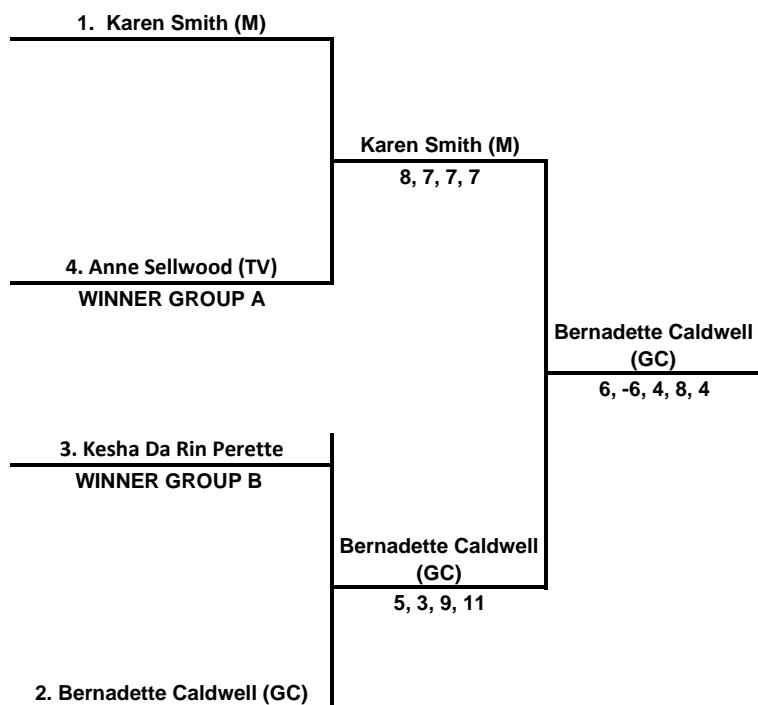 1. Karen Smith (M)
Karen Smith (M)
8, 7, 7, 7
4. Anne Sellwood (TV)
WINNER GROUP A
Bernadette Caldwell
(GC)
6, -6, 4, 8, 4
3. Kesha Da Rin Perette
WINNER GROUP B
Bernadette Caldwell
(GC)
5, 3, 9, 11
2. Bernadette Caldwell (GC)